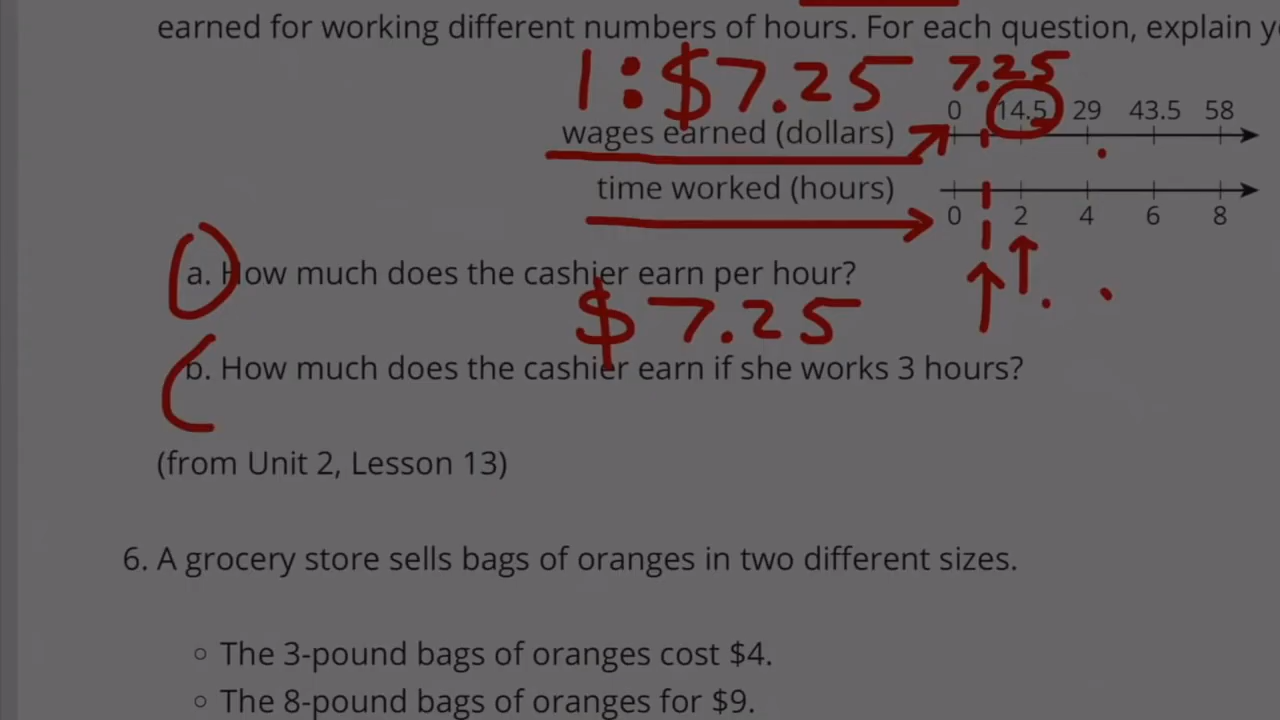 earned for working different numbers of hours. For each question, explain
1:$7.25 7.25
0 14.5 29 43.5 58
wages earned (dollars)
time worked (hours)
0 2 4 6 8
a. How much does the cashier earn per hour?
$7.25
b. How much does the cashier earn if she works 3 hours?
(from Unit 2, Lesson 13)
6. A grocery store sells bags of oranges in two different sizes.
○ The 3-pound bags of oranges cost $4.
○ The 8-pound bags of oranges for $9.